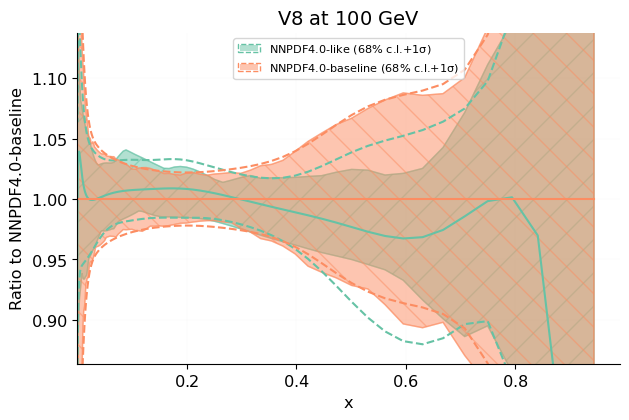 V8 at 100 GeV
NNPDF4.0-like (68% c.l.+1σ)
NNPDF4.0-baseline (68% c.l.+1σ)
Ratio to NNPDF4.0-baseline
1.10
1.05
1.00
0.95
0.90
0.2 0.4 0.6 0.8
x